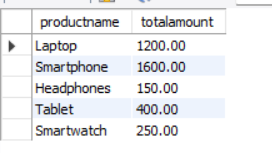 productname totalamount
Laptop 1200.00
Smartphone 1600.00
Headphones 150.00
Tablet 400.00
Smartwatch 250.00